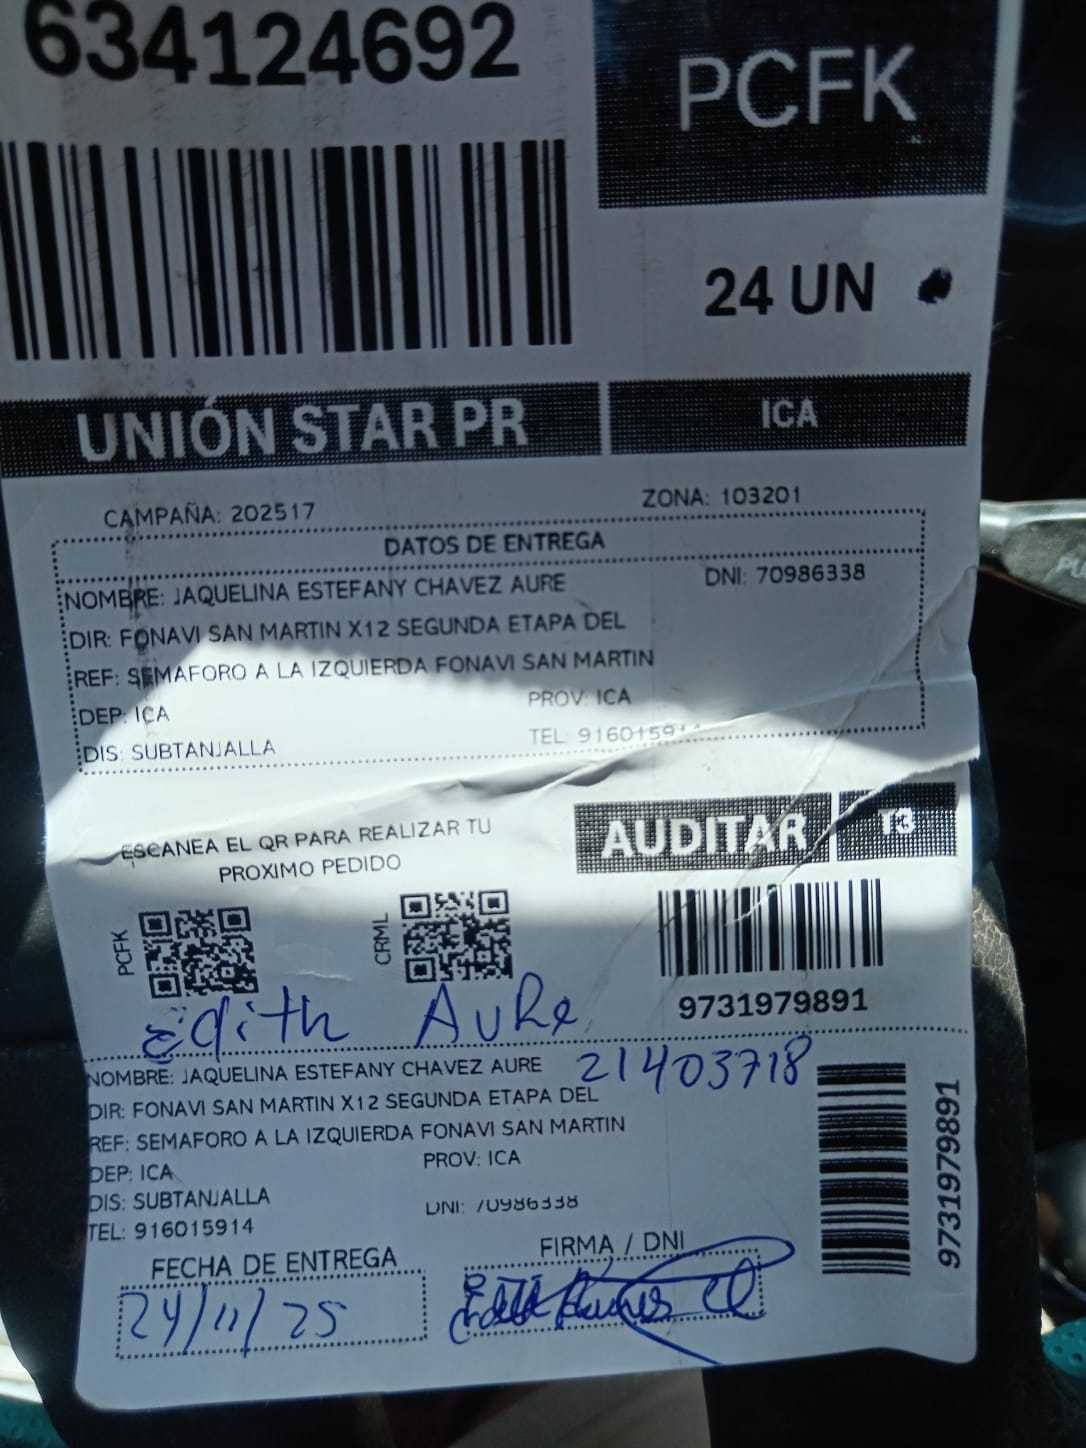 634124692
PCFK
24 UN
UNIÓN STAR PR
ICA
CAMPAÑA: 202517
ZONA: 103201
DATOS DE ENTREGA
NOMBRE: JAQUELINA ESTEFANY CHAVEZ AURE
DNI: 70986338
DIR: FONAVI SAN MARTIN X12 SEGUNDA ETAPA DEL
REF: SEMAFORO A LA IZQUIERDA FONAVI SAN MARTIN
DEP: ICA
PROV: ICA
DIS: SUBTANJALLA
TEL: 916015914
ESCANEA EL QR PARA REALIZAR TU
PROXIMO PEDIDO
AUDITAR
T3
PCFK
CRML
9731979891
Edith Aure
21403718
NOMBRE: JAQUELINA ESTEFANY CHAVEZ AURE
DIR: FONAVI SAN MARTIN X12 SEGUNDA ETAPA DEL
REF: SEMAFORO A LA IZQUIERDA FONAVI SAN MARTIN
DEP: ICA
PROV: ICA
DIS: SUBTANJALLA
DNI: 70986338
TEL: 916015914
9731979891
FECHA DE ENTREGA
FIRMA / DNI
24/11/25